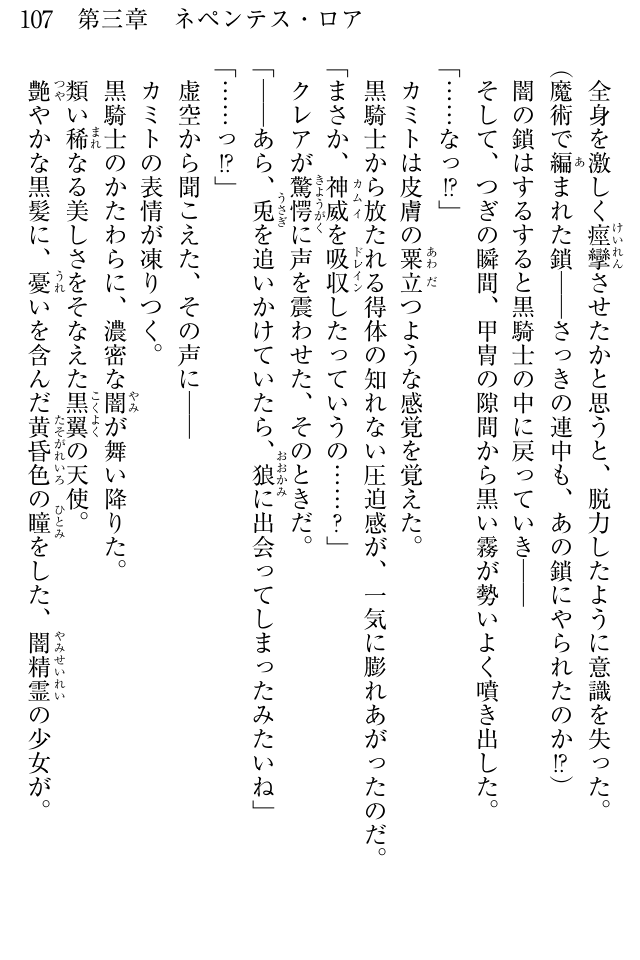 107　第三章　ネペンテス・ロア
全身を激しく痙攣させたかと思うと、脱力したように意識を失った。
(魔術で編まれた鎖――さっきの連中も、あの鎖にやられたのか!?)
闇の鎖はするすると黒騎士の中に戻っていき――
そして、つぎの瞬間、甲冑の隙間から黒い霧が勢いよく噴き出した。
「……なっ!?」
カミトは皮膚の粟立つような感覚を覚えた。
黒騎士から放たれる得体の知れない圧迫感が、一気に膨れあがったのだ。
「まさか、神威を吸収したっていうの……?」
クレアが驚愕に声を震わせた、そのときだ。
「――あら、兎を追いかけていたら、狼に出会ってしまったみたいね」
「……っ!?」
虚空から聞こえた、その声に――
カミトの表情が凍りつく。
黒騎士のかたわらに、濃密な闇が舞い降りた。
類い稀なる美しさをそなえた黒翼の天使。
艶やかな黒髪に、憂いを含んだ黄昏色の瞳をした、闇精霊の少女が。